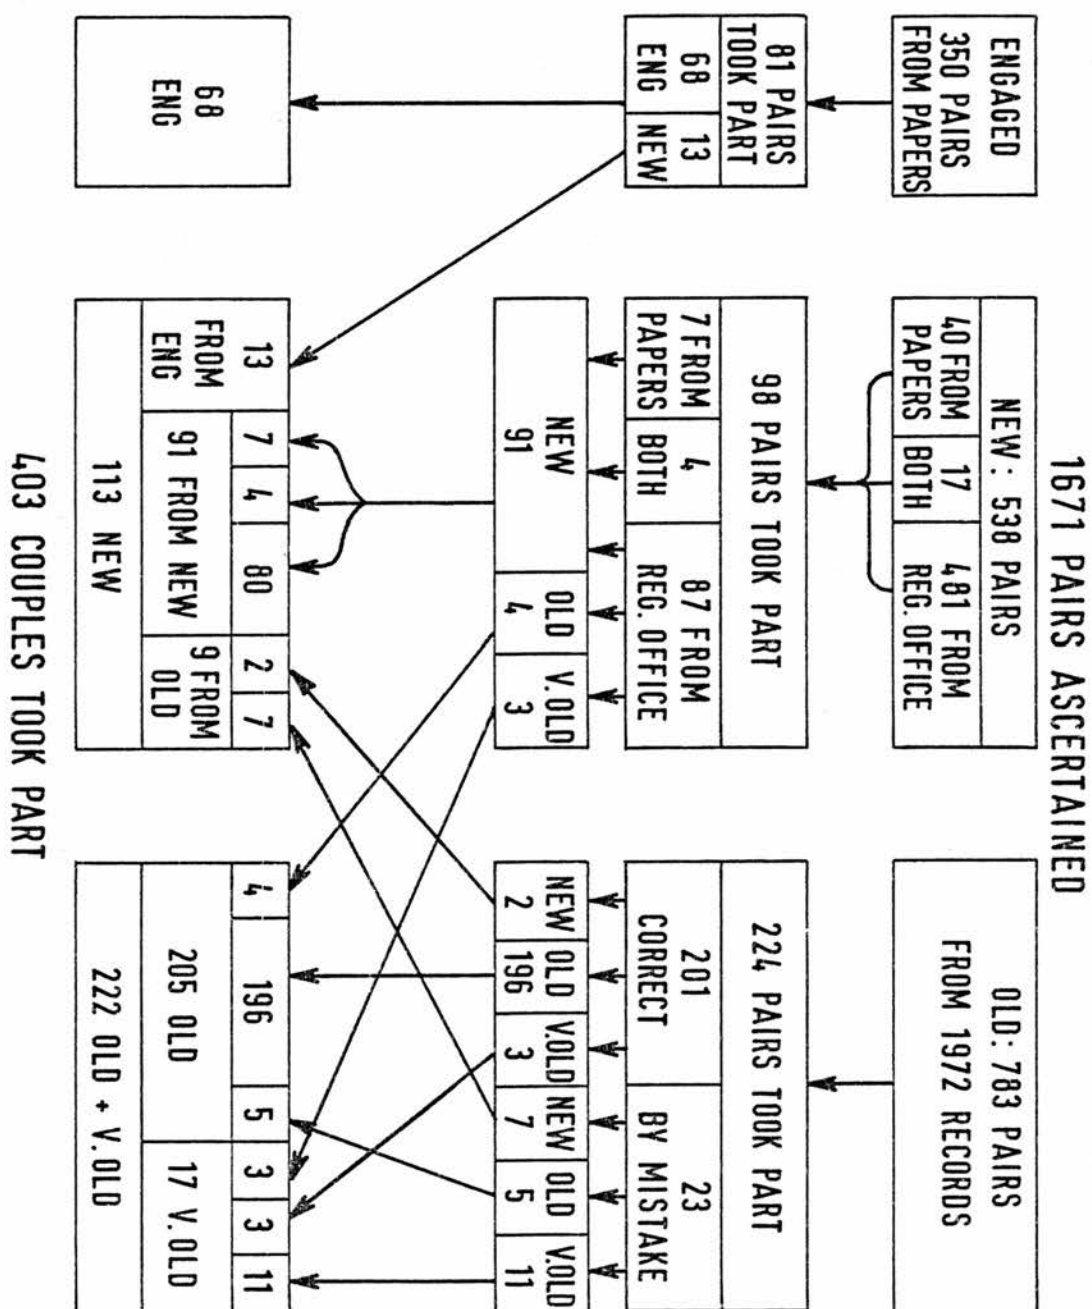 1671 PAIRS ASCERTAINED
ENGAGED
350 PAIRS
FROM PAPERS
NEW: 538 PAIRS
40 FROM
PAPERS
17
BOTH
481 FROM
REG. OFFICE
OLD: 783 PAIRS
FROM 1972 RECORDS
81 PAIRS
TOOK PART
68
ENG
13
NEW
98 PAIRS TOOK PART
7 FROM
PAPERS
4
BOTH
87 FROM
REG. OFFICE
224 PAIRS TOOK PART
201
CORRECT
23
BY MISTAKE
NEW
91
OLD
4
V.OLD
3
NEW
2
OLD
196
V.OLD
3
NEW
7
OLD
5
V.OLD
11
68
ENG
13
FROM
ENG
7
4
80
91 FROM NEW
2
7
9 FROM
OLD
113 NEW
4
196
5
205 OLD
3
3
11
17 V.OLD
222 OLD + V.OLD
403 COUPLES TOOK PART